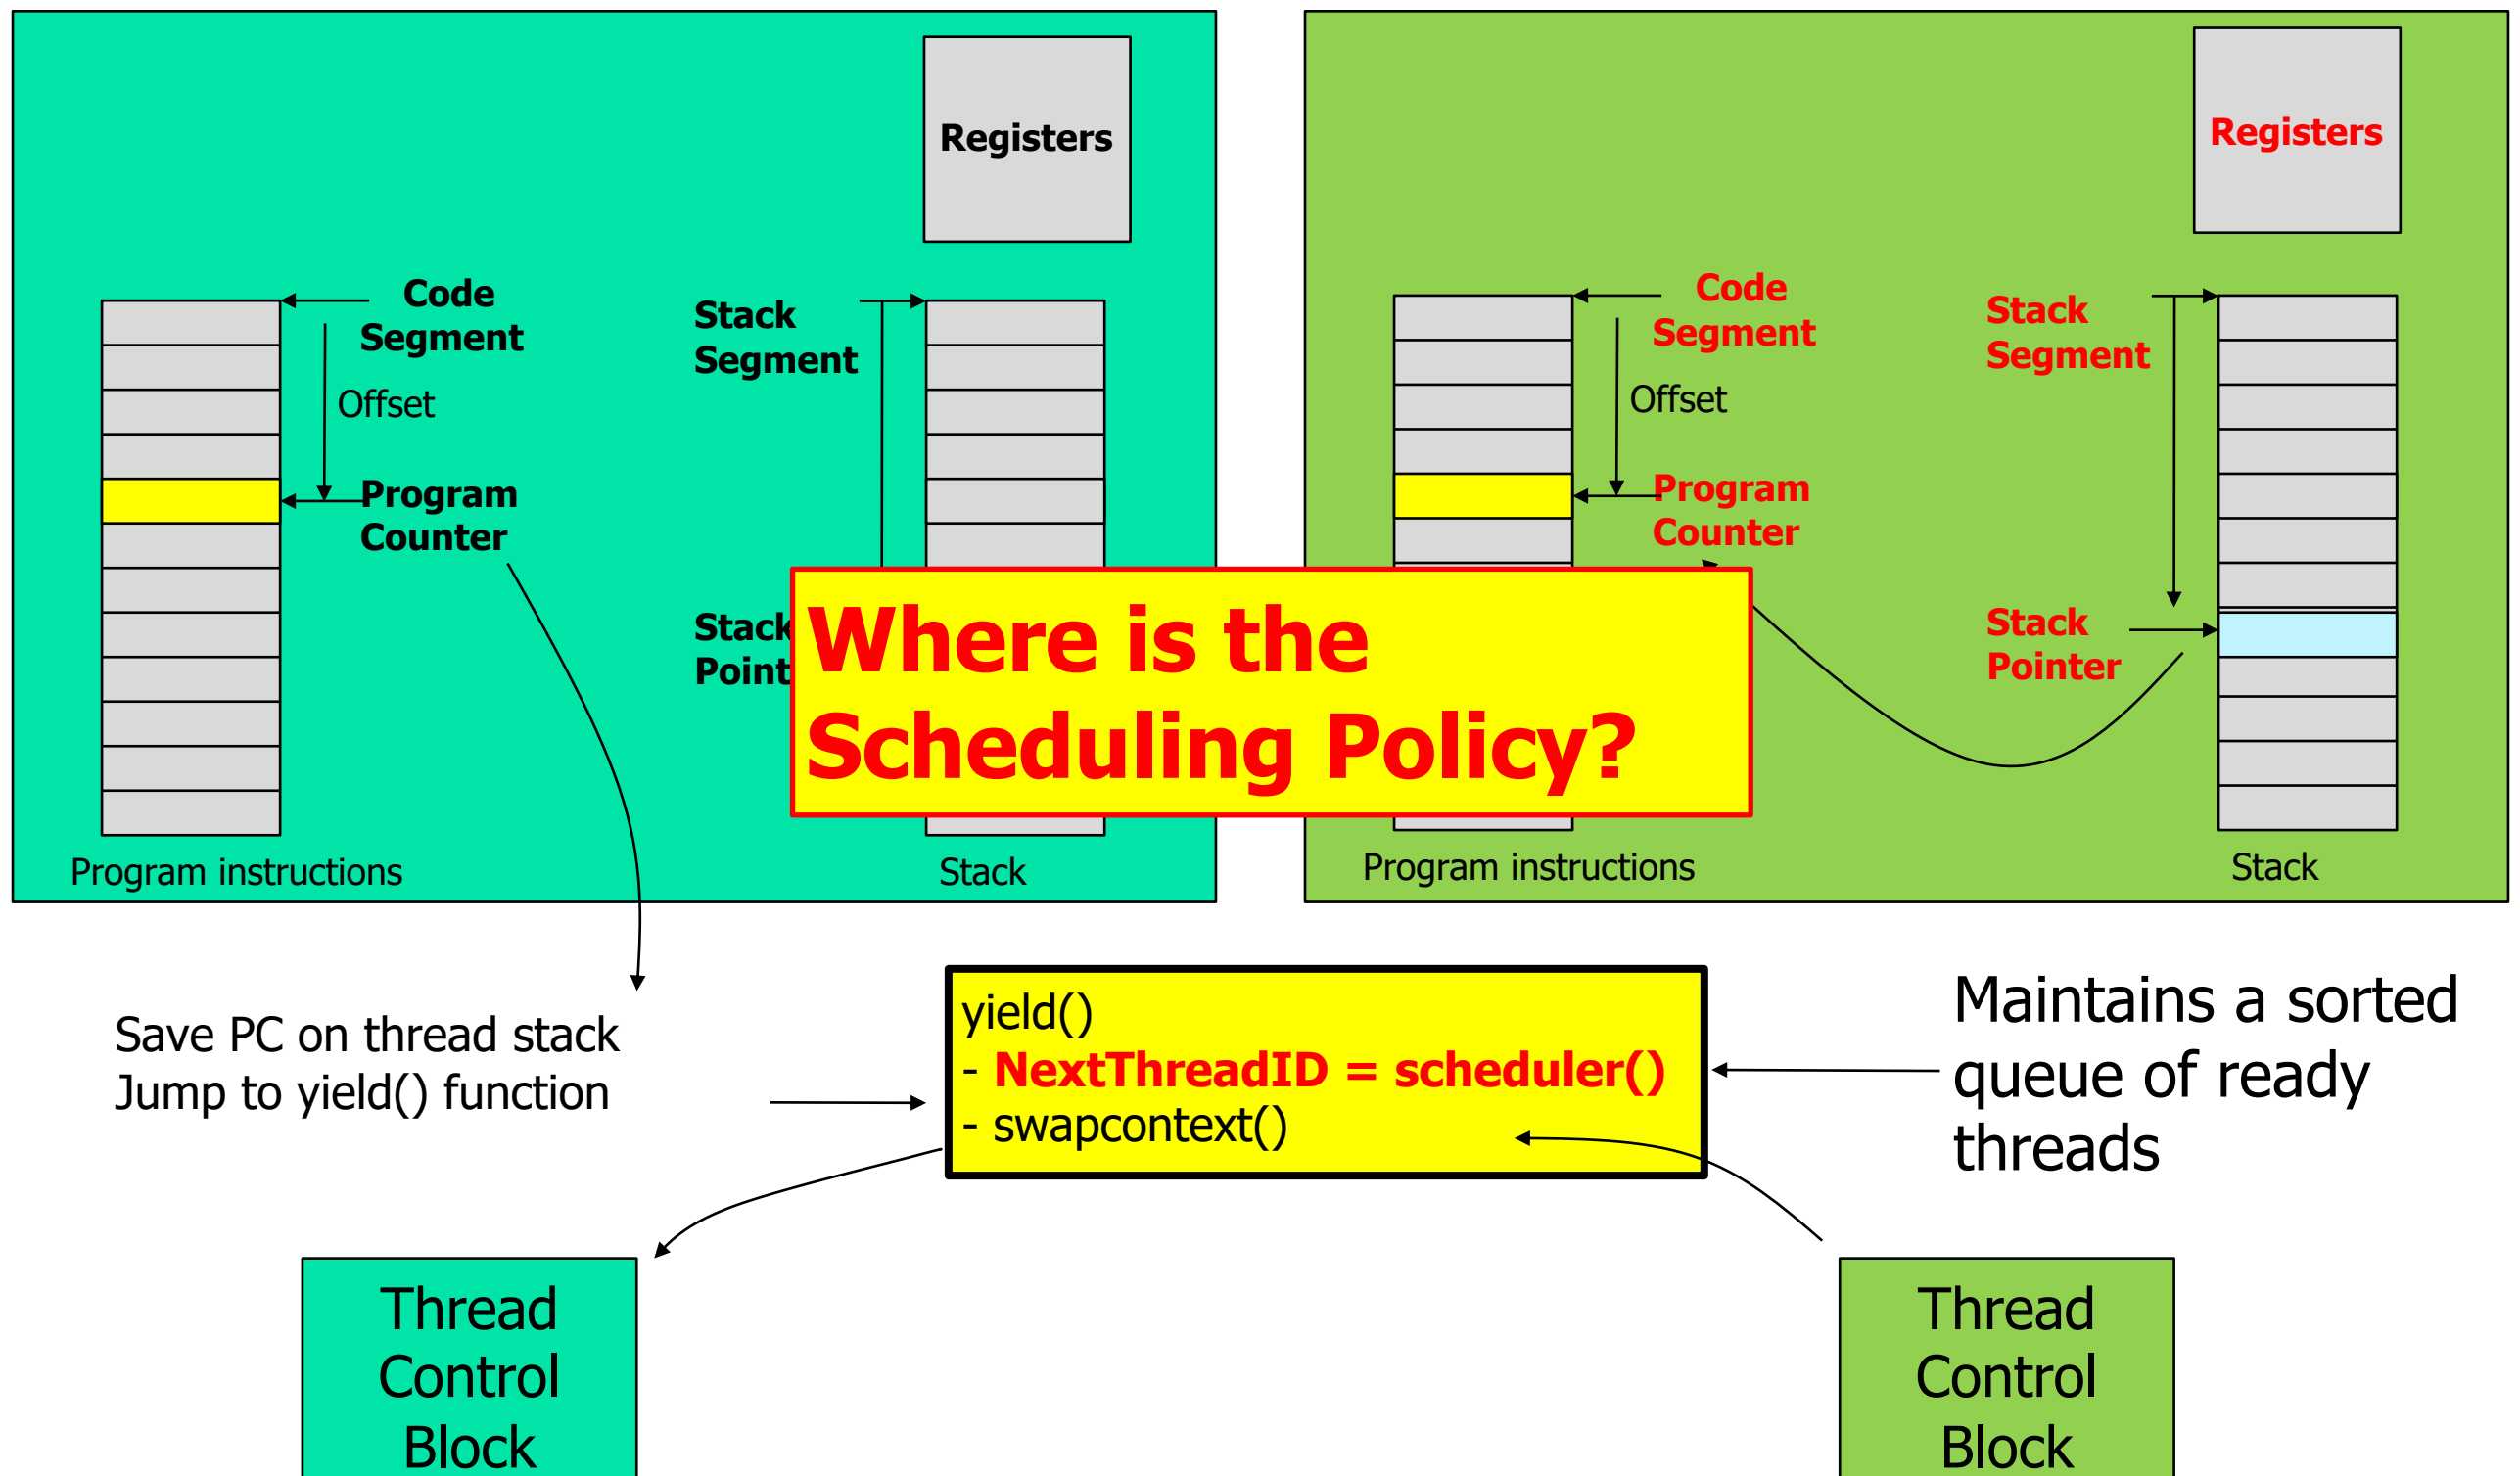 Registers
Code
Segment
Offset
Program
Counter
Stack
Segment
Stack
Point
Program instructions
Stack
Registers
Code
Segment
Offset
Program
Counter
Stack
Segment
Stack
Pointer
Program instructions
Stack
Where is the
Scheduling Policy?
Save PC on thread stack
Jump to yield() function
yield()
- NextThreadID = scheduler()
- swapcontext()
Maintains a sorted
queue of ready
threads
Thread
Control
Block
Thread
Control
Block